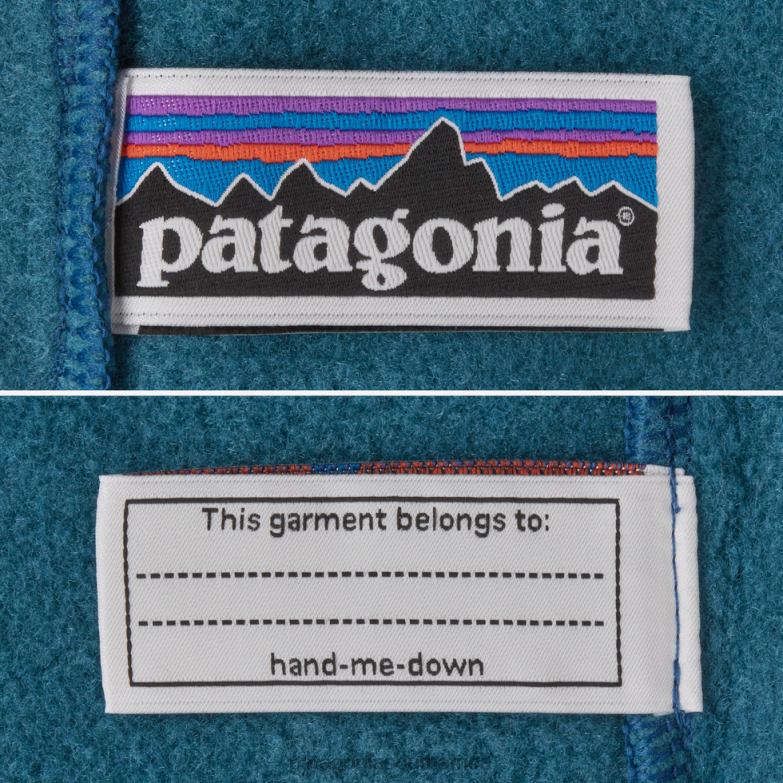 patagonia®
This garment belongs to:
hand-me-down